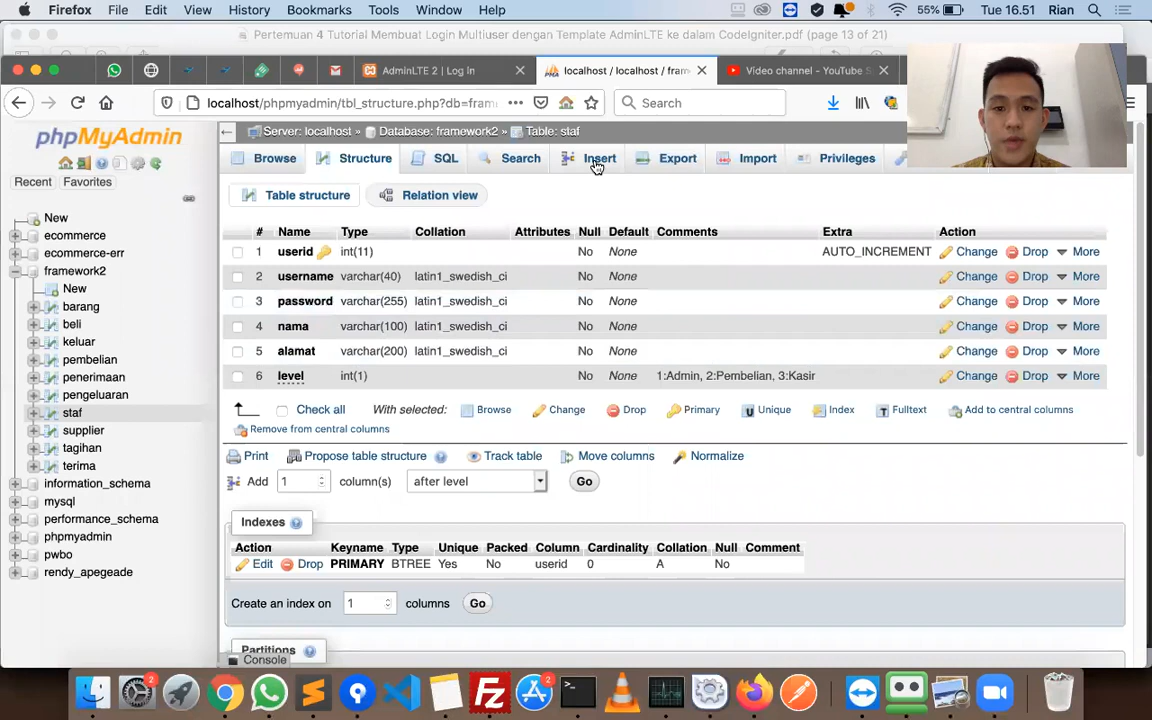 Firefox File Edit View History Bookmarks Tools Window Help 55% Tue 16.51 Rian
Pertemuan 4 Tutorial Membuat Login Multiuser dengan Template AdminLTE ke dalam CodeIgniter.pdf (page 13 of 21)
AdminLTE 2 | Log in localhost / localhost / fram Video channel - YouTube S
localhost/phpmyadmin/tbl_structure.php?db=fram Search
phpMyAdmin
Server: localhost » Database: framework2 » Table: staf
Browse Structure SQL Search Insert Export Import Privileges
Recent Favorites
Table structure Relation view
New
ecommerce
ecommerce-err
framework2
New
barang
beli
keluar
pembelian
penerimaan
pengeluaran
staf
supplier
tagihan
terima
information_schema
mysql
performance_schema
phpmyadmin
pwbo
rendy_apegeade
# Name Type Collation Attributes Null Default Comments Extra Action
1 userid int(11) No None AUTO_INCREMENT Change Drop More
2 username varchar(40) latin1_swedish_ci No None Change Drop More
3 password varchar(255) latin1_swedish_ci No None Change Drop More
4 nama varchar(100) latin1_swedish_ci No None Change Drop More
5 alamat varchar(200) latin1_swedish_ci No None Change Drop More
6 level int(1) No None 1:Admin, 2:Pembelian, 3:Kasir Change Drop More
Check all With selected: Browse Change Drop Primary Unique Index Fulltext Add to central columns
Remove from central columns
Print Propose table structure Track table Move columns Normalize
Add 1 column(s) after level Go
Indexes
Action Keyname Type Unique Packed Column Cardinality Collation Null Comment
Edit Drop PRIMARY BTREE Yes No userid 0 A No
Create an index on 1 columns Go
Partitions
Console
2 2